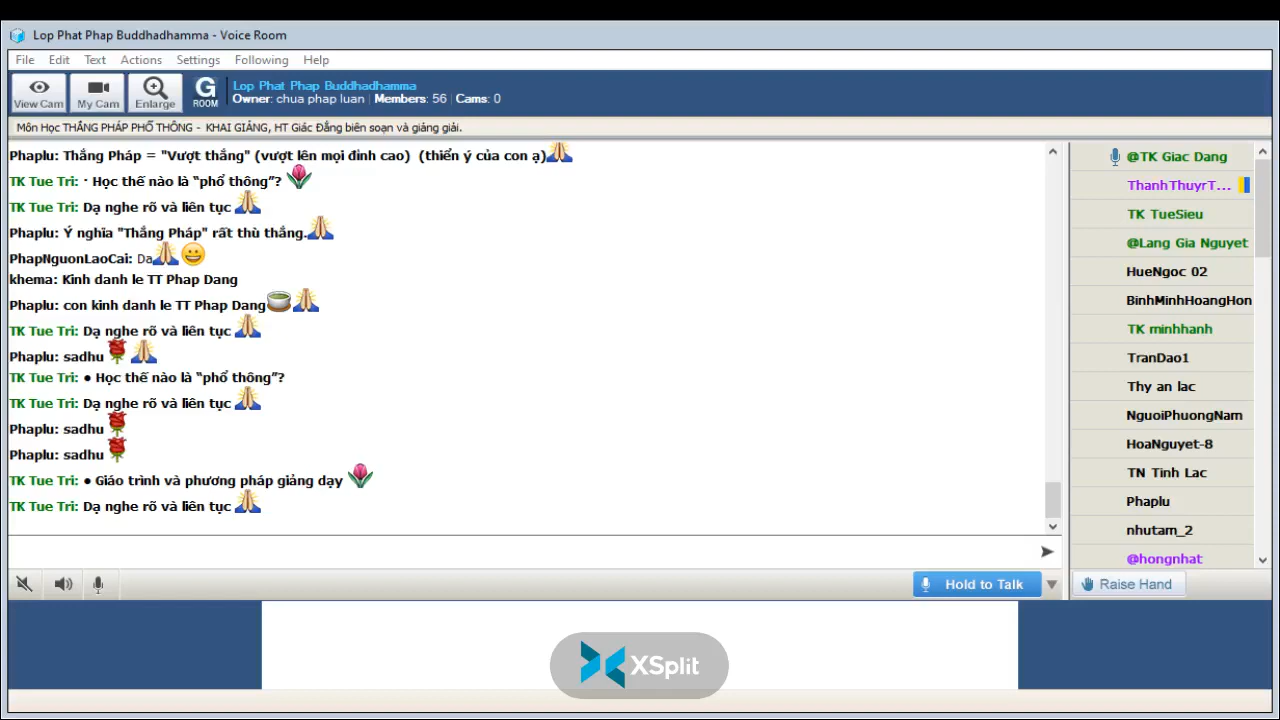 Lop Phat Phap Buddhadhamma - Voice Room
File Edit Text Actions Settings Following Help
View Cam My Cam Enlarge G ROOM
Lop Phat Phap Buddhadhamma
Owner: chua phap luan | Members: 56 | Cams: 0
Môn Học THẮNG PHÁP PHỔ THÔNG - KHAI GIẢNG, HT Giác Đẳng biên soạn và giảng giải.
Phaplu: Thắng Pháp = "Vượt thắng" (vượt lên mọi đỉnh cao) (thiển ý của con ạ)
TK Tue Tri: · Học thế nào là “phổ thông”?
TK Tue Tri: Dạ nghe rõ và liên tục
Phaplu: Ý nghĩa "Thắng Pháp" rất thù thắng.
PhapNguonLaoCai: Da
khema: Kinh danh le TT Phap Dang
Phaplu: con kinh danh le TT Phap Dang
TK Tue Tri: Dạ nghe rõ và liên tục
Phaplu: sadhu
TK Tue Tri: ● Học thế nào là “phổ thông”?
TK Tue Tri: Dạ nghe rõ và liên tục
Phaplu: sadhu
Phaplu: sadhu
TK Tue Tri: ● Giáo trình và phương pháp giảng dạy
TK Tue Tri: Dạ nghe rõ và liên tục
@TK Giac Dang
ThanhThuyrT...
TK TueSieu
@Lang Gia Nguyet
HueNgoc 02
BinhMinhHoangHon
TK minhhanh
TranDao1
Thy an lac
NguoiPhuongNam
HoaNguyet-8
TN Tinh Lac
Phaplu
nhutam_2
@hongnhat
Hold to Talk
Raise Hand
XSplit